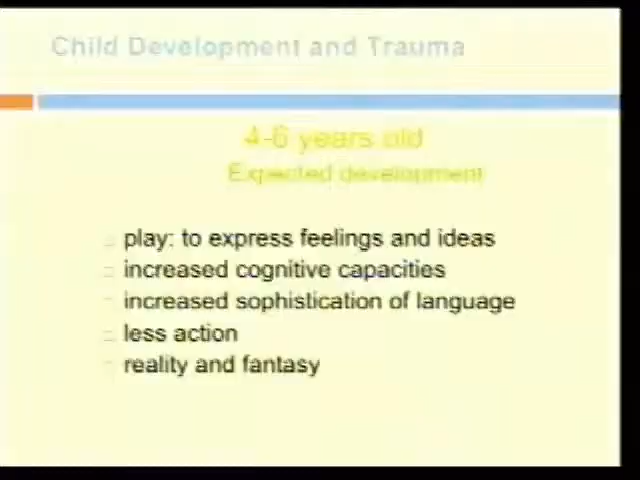 Child Development and Trauma
4-6 years old
Expected development
play: to express feelings and ideas
increased cognitive capacities
increased sophistication of language
less action
reality and fantasy